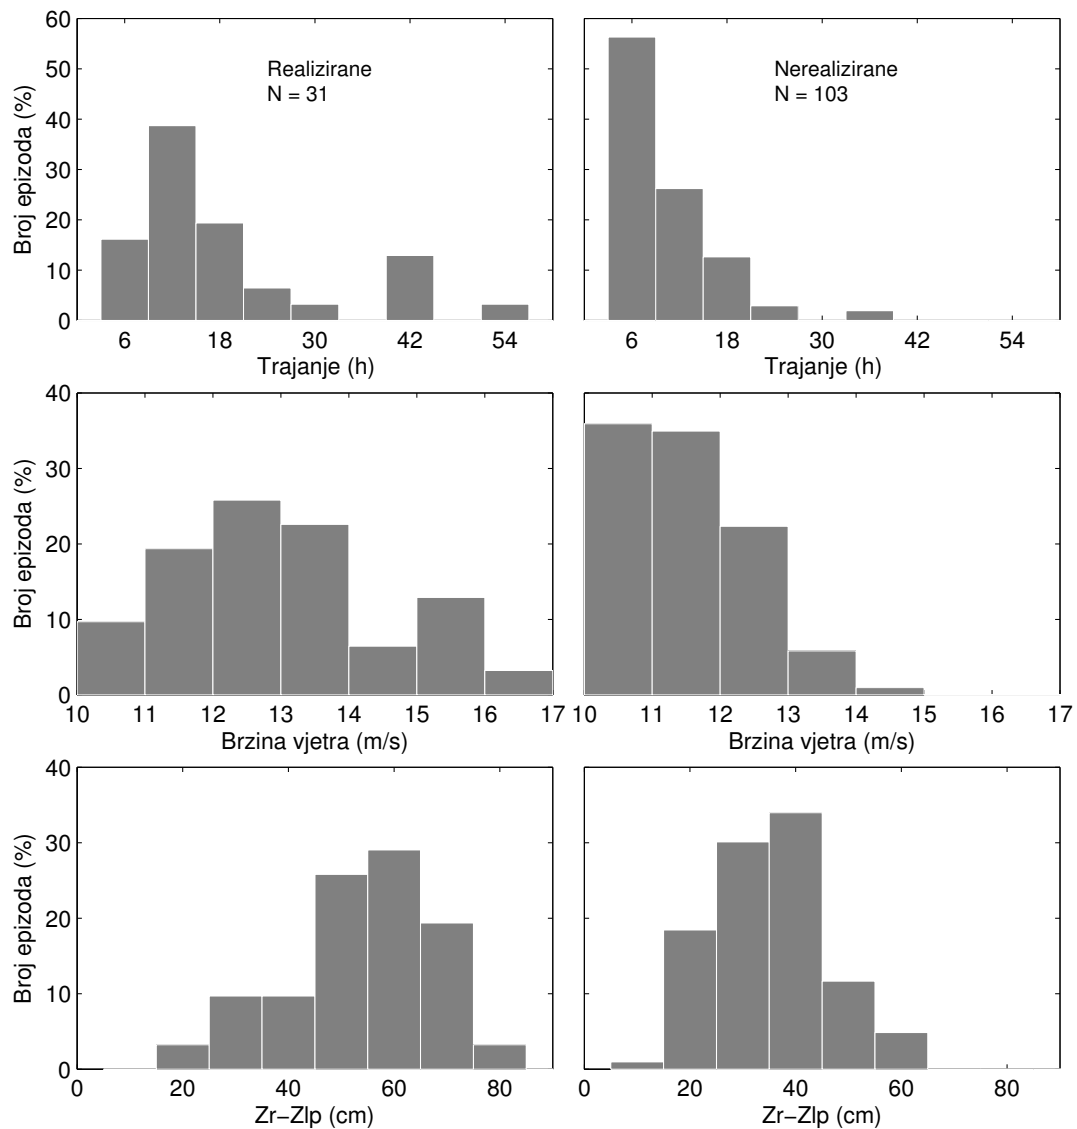 Realizirane
N = 31
Broj epizoda (%)
60
50
40
30
20
10
0
6 18 30 42 54
Trajanje (h)
Nerealizirane
N = 103
6 18 30 42 54
Trajanje (h)
Broj epizoda (%)
40
30
20
10
0
10 11 12 13 14 15 16 17
Brzina vjetra (m/s)
10 11 12 13 14 15 16 17
Brzina vjetra (m/s)
Broj epizoda (%)
40
30
20
10
0
0 20 40 60 80
Zr−Zlp (cm)
0 20 40 60 80
Zr−Zlp (cm)